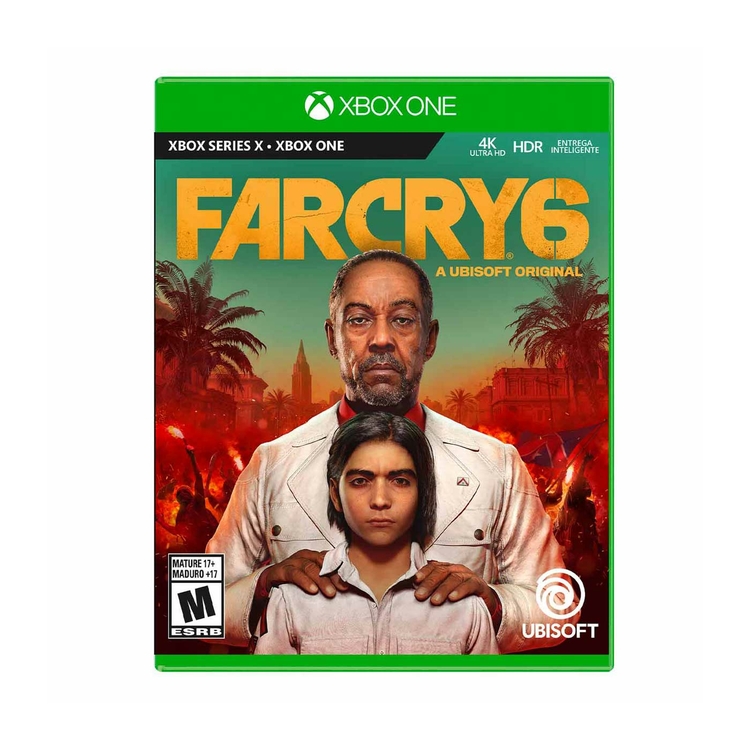 XBOX ONE
XBOX SERIES X • XBOX ONE
4K
ULTRA HD
HDR
ENTREGA
INTELIGENTE
FARCRY6
®
A UBISOFT ORIGINAL
MATURE 17+
MADURO +17
M
ESRB
UBISOFT